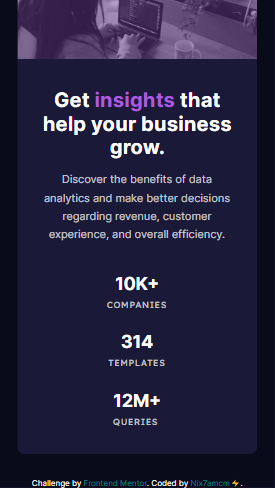 Get insights that
help your business
grow.
Discover the benefits of data
analytics and make better decisions
regarding revenue, customer
experience, and overall efficiency.
10K+
COMPANIES
314
TEMPLATES
12M+
QUERIES
Challenge by Frontend Mentor. Coded by Nix7amcm⚡.